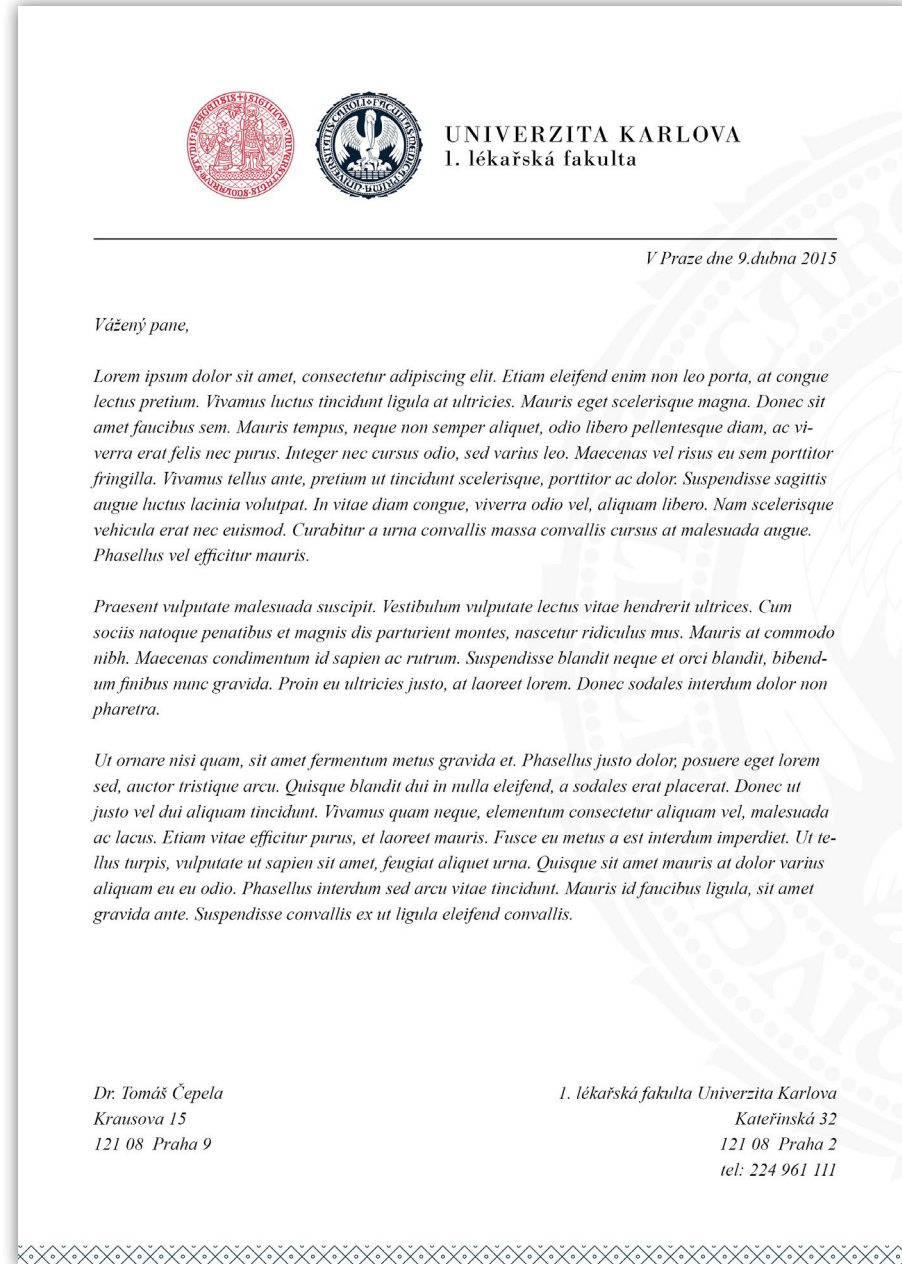 UNIVERZITA KARLOVA
1. lékařská fakulta
V Praze dne 9.dubna 2015
Vážený pane,
Lorem ipsum dolor sit amet, consectetur adipiscing elit. Etiam eleifend enim non leo porta, at congue
lectus pretium. Vivamus luctus tincidunt ligula at ultricies. Mauris eget scelerisque magna. Donec sit
amet faucibus sem. Mauris tempus, neque non semper aliquet, odio libero pellentesque diam, ac vi-
verra erat felis nec purus. Integer nec cursus odio, sed varius leo. Maecenas vel risus eu sem porttitor
fringilla. Vivamus tellus ante, pretium ut tincidunt scelerisque, porttitor ac dolor. Suspendisse sagittis
augue luctus lacinia volutpat. In vitae diam congue, viverra odio vel, aliquam libero. Nam scelerisque
vehicula erat nec euismod. Curabitur a urna convallis massa convallis cursus at malesuada augue.
Phasellus vel efficitur mauris.
Praesent vulputate malesuada suscipit. Vestibulum vulputate lectus vitae hendrerit ultrices. Cum
sociis natoque penatibus et magnis dis parturient montes, nascetur ridiculus mus. Mauris at commodo
nibh. Maecenas condimentum id sapien ac rutrum. Suspendisse blandit neque et orci blandit, bibend-
um finibus nunc gravida. Proin eu ultricies justo, at laoreet lorem. Donec sodales interdum dolor non
pharetra.
Ut ornare nisi quam, sit amet fermentum metus gravida et. Phasellus justo dolor, posuere eget lorem
sed, auctor tristique arcu. Quisque blandit dui in nulla eleifend, a sodales erat placerat. Donec ut
justo vel dui aliquam tincidunt. Vivamus quam neque, elementum consectetur aliquam vel, malesuada
ac lacus. Etiam vitae efficitur purus, et laoreet mauris. Fusce eu metus a est interdum imperdiet. Ut te-
llus turpis, vulputate ut sapien sit amet, feugiat aliquet urna. Quisque sit amet mauris at dolor varius
aliquam eu eu odio. Phasellus interdum sed arcu vitae tincidunt. Mauris id faucibus ligula, sit amet
gravida ante. Suspendisse convallis ex ut ligula eleifend convallis.
Dr. Tomáš Čepela
Krausova 15
121 08  Praha 9
1. lékařská fakulta Univerzita Karlova
Kateřinská 32
121 08  Praha 2
tel: 224 961 111